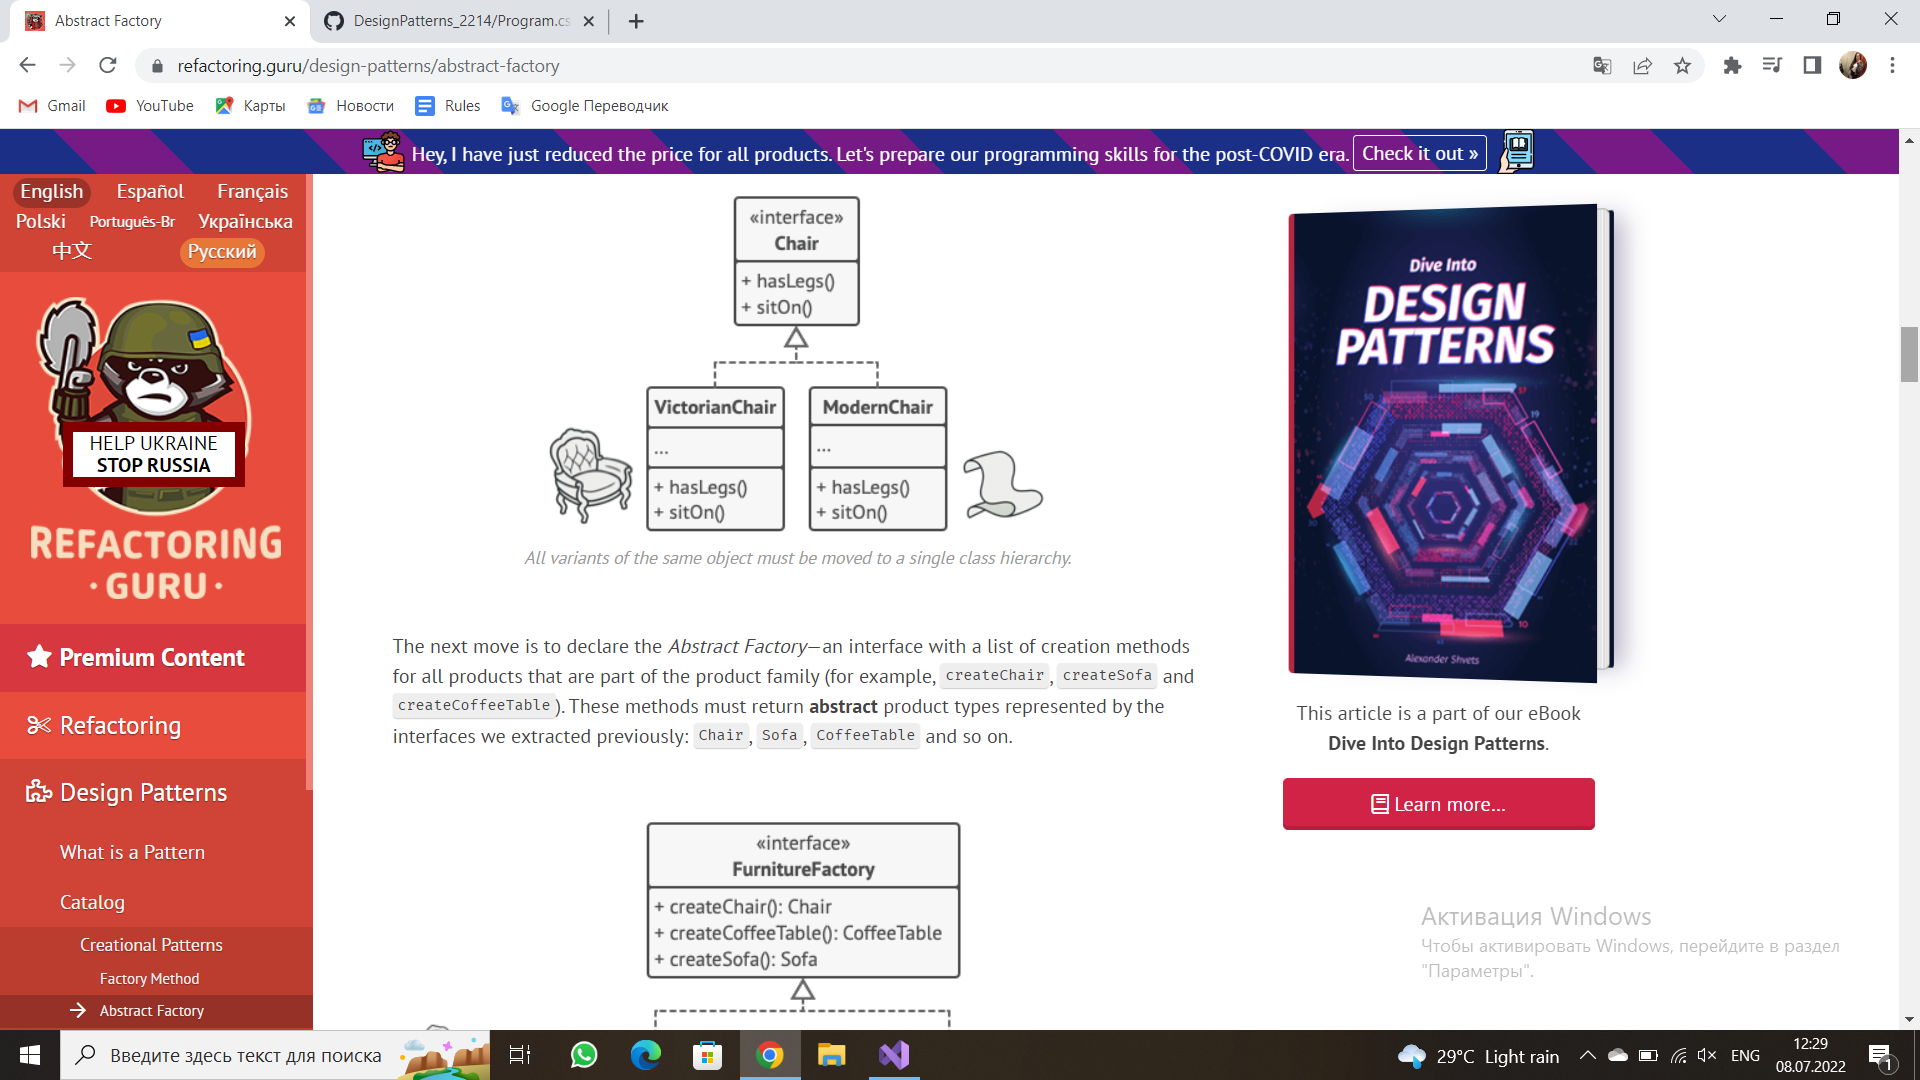 Abstract Factory
DesignPatterns_2214/Program.cs
refactoring.guru/design-patterns/abstract-factory
Gmail
YouTube
Карты
Новости
Rules
Google Переводчик
Hey, I have just reduced the price for all products. Let's prepare our programming skills for the post-COVID era. Check it out »
English Español Français
Polski Português-Br Українська
中文 Русский
HELP UKRAINE
STOP RUSSIA
REFACTORING
· GURU ·
Premium Content
Refactoring
Design Patterns
What is a Pattern
Catalog
Creational Patterns
Factory Method
Abstract Factory
«interface»
Chair
+ hasLegs()
+ sitOn()
VictorianChair
...
+ hasLegs()
+ sitOn()
ModernChair
...
+ hasLegs()
+ sitOn()
All variants of the same object must be moved to a single class hierarchy.
The next move is to declare the Abstract Factory—an interface with a list of creation methods
for all products that are part of the product family (for example, createChair, createSofa and
createCoffeeTable). These methods must return abstract product types represented by the
interfaces we extracted previously: Chair, Sofa, CoffeeTable and so on.
«interface»
FurnitureFactory
+ createChair(): Chair
+ createCoffeeTable(): CoffeeTable
+ createSofa(): Sofa
Dive Into
DESIGN
PATTERNS
Alexander Shvets
This article is a part of our eBook
Dive Into Design Patterns.
Learn more...
Активация Windows
Чтобы активировать Windows, перейдите в раздел
"Параметры".
Введите здесь текст для поиска
29°C Light rain
ENG
12:29
08.07.2022
1